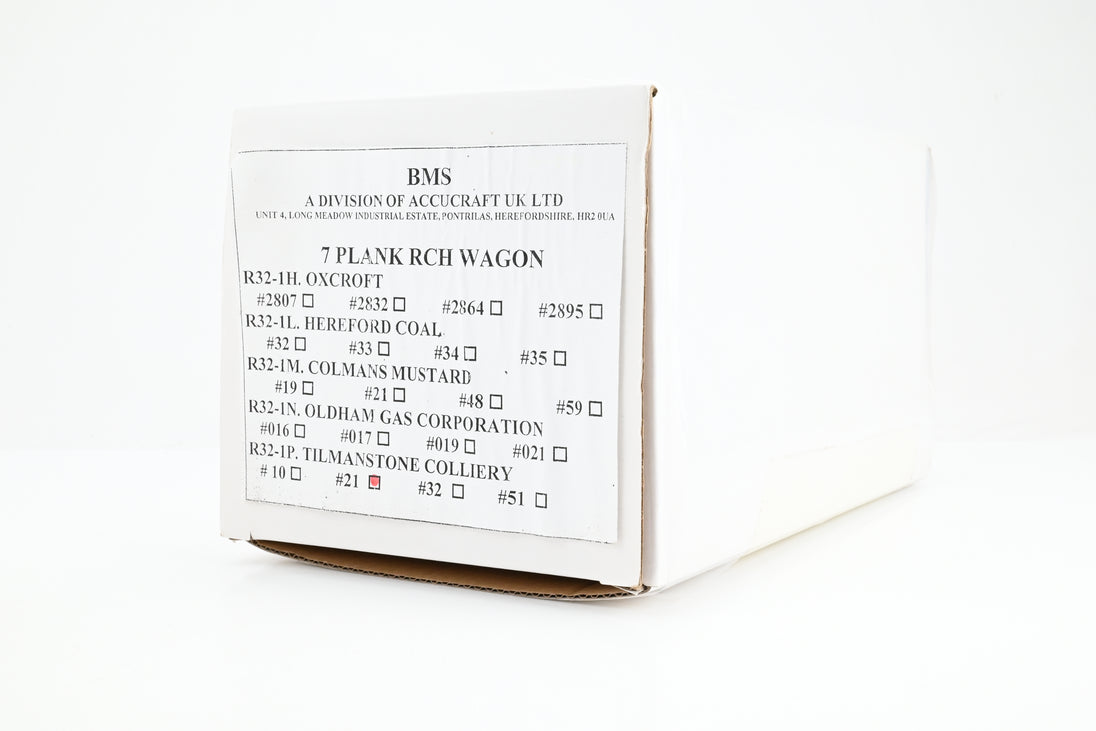 BMS
A DIVISION OF ACCUCRAFT UK LTD
UNIT 4, LONG MEADOW INDUSTRIAL ESTATE, PONTRILAS, HEREFORDSHIRE. HR2 0UA
7 PLANK RCH WAGON
R32-1H. OXCROFT
#2807 ☐ #2832 ☐ #2864 ☐ #2895 ☐
R32-1L. HEREFORD COAL
#32 ☐ #33 ☐ #34 ☐ #35 ☐
R32-1M. COLMANS MUSTARD
#19 ☐ #21 ☐ #48 ☐ #59 ☐
R32-1N. OLDHAM GAS CORPORATION
#016 ☐ #017 ☐ #019 ☐ #021 ☐
R32-1P. TILMANSTONE COLLIERY
# 10 ☐ #21 ☐ #32 ☐ #51 ☐